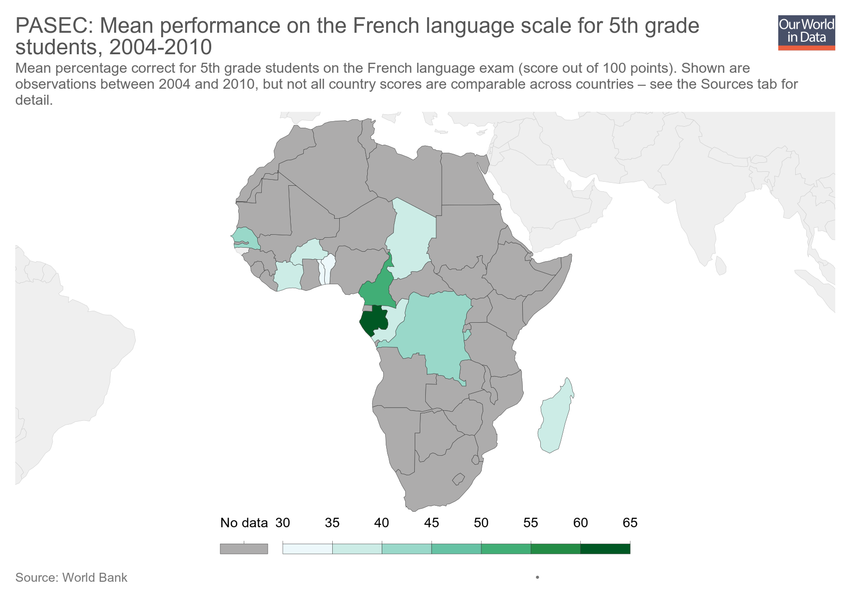 PASEC: Mean performance on the French language scale for 5th grade
students, 2004-2010
Our World
in Data
Mean percentage correct for 5th grade students on the French language exam (score out of 100 points). Shown are
observations between 2004 and 2010, but not all country scores are comparable across countries – see the Sources tab for
detail.
No data 30 35 40 45 50 55 60 65
Source: World Bank